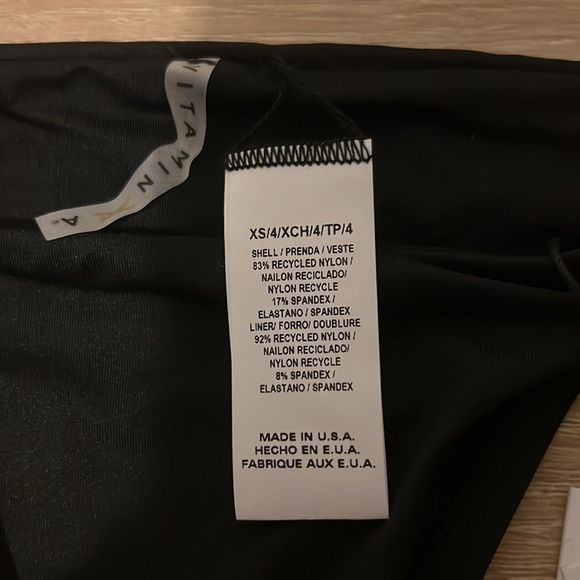 VITAMIN A
XS/4/XCH/4/TP/4
SHELL / PRENDA / VESTE
83% RECYCLED NYLON /
NAILON RECICLADO/
NYLON RECYCLE
17% SPANDEX /
ELASTANO / SPANDEX
LINER/ FORRO/ DOUBLURE
92% RECYCLED NYLON /
NAILON RECICLADO/
NYLON RECYCLE
8% SPANDEX /
ELASTANO / SPANDEX
MADE IN U.S.A.
HECHO EN E.U.A.
FABRIQUE AUX E.U.A.